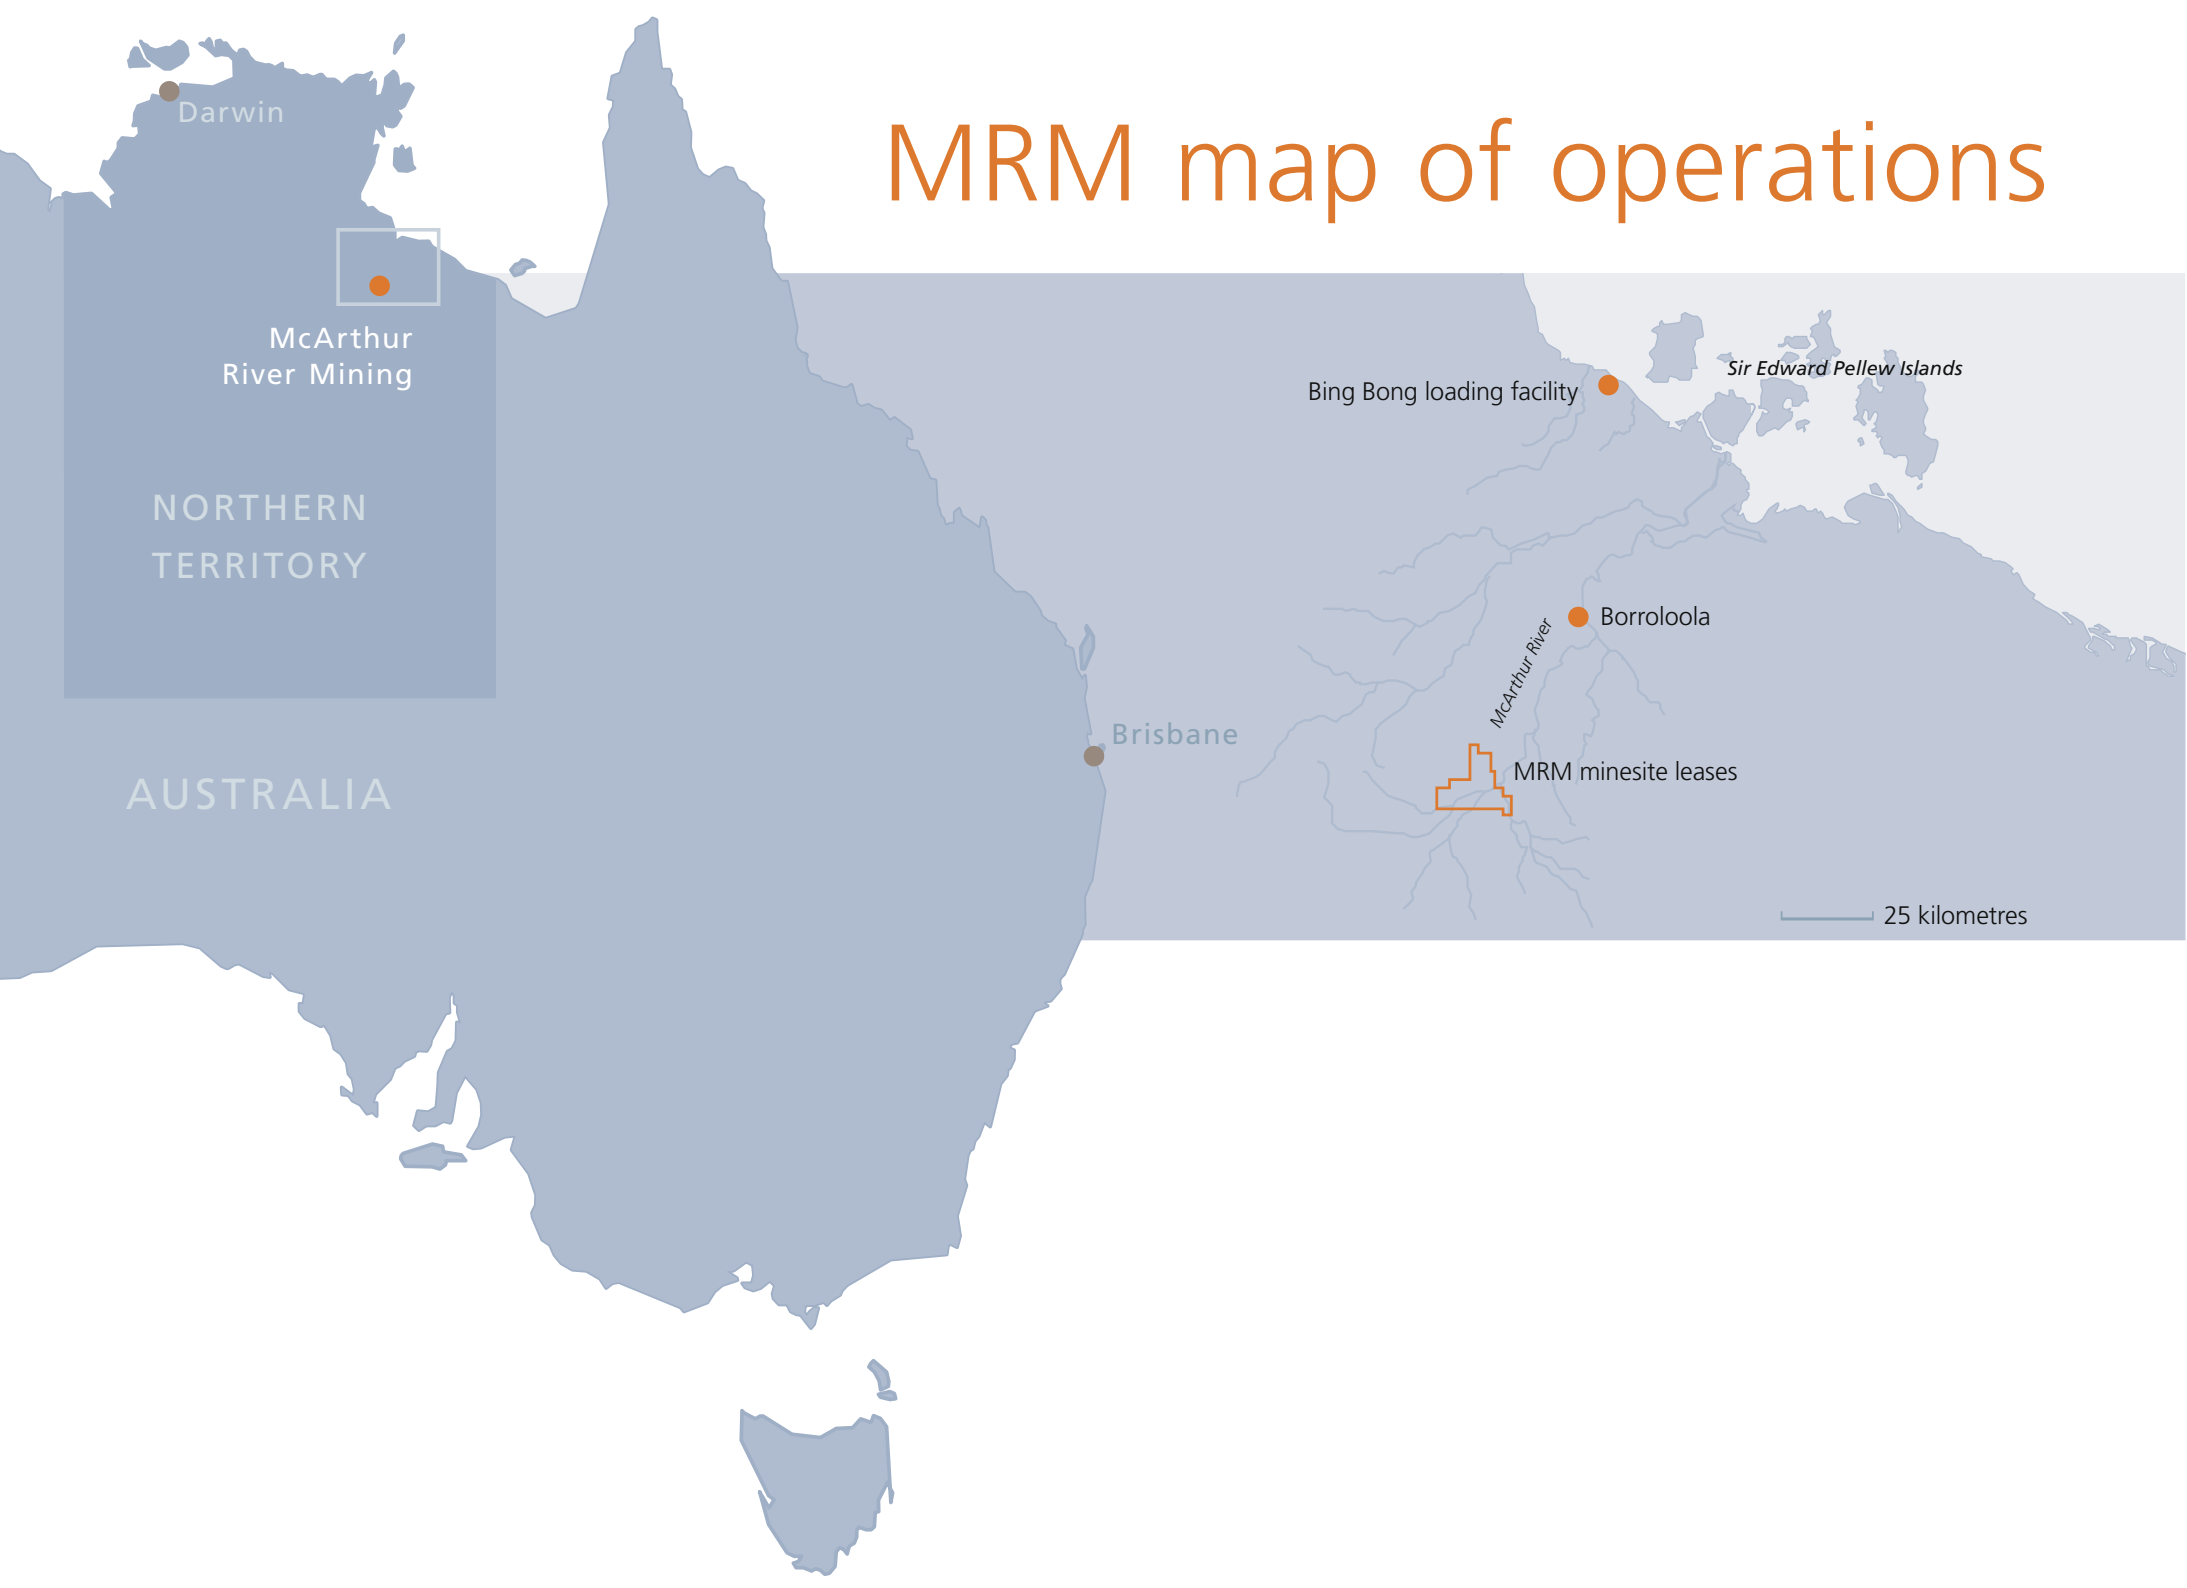 MRM map of operations
Darwin
McArthur
River Mining
NORTHERN
TERRITORY
AUSTRALIA
Brisbane
Sir Edward Pellew Islands
Bing Bong loading facility
Borroloola
McArthur River
MRM minesite leases
25 kilometres